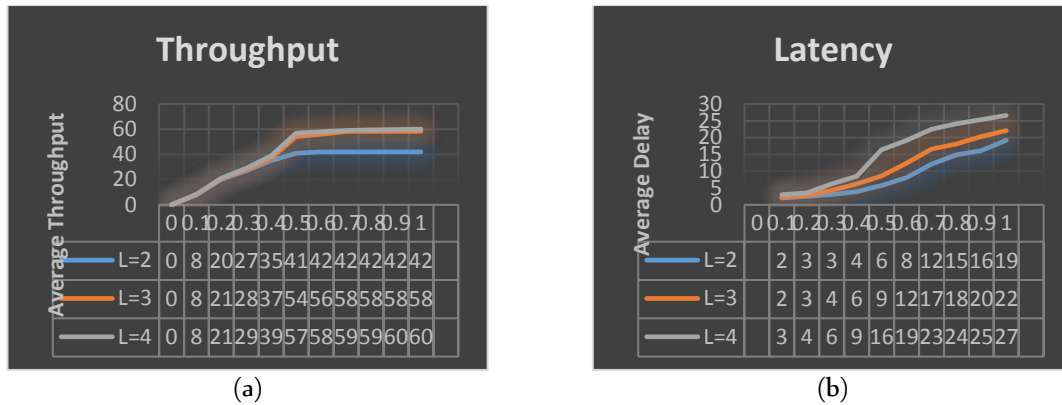 Throughput
Average Throughput
80
60
40
20
0
0 0.1 0.2 0.3 0.4 0.5 0.6 0.7 0.8 0.9 1
L=2 0 8 20 27 35 41 42 42 42 42 42
L=3 0 8 21 28 37 54 56 58 58 58 58
L=4 0 8 21 29 39 57 58 59 59 60 60
(a)
Latency
Average Delay
30
25
20
15
10
5
0
0 0.1 0.2 0.3 0.4 0.5 0.6 0.7 0.8 0.9 1
L=2 2 3 3 4 6 8 12 15 16 19
L=3 2 3 4 6 9 12 17 18 20 22
L=4 3 4 6 9 16 19 23 24 25 27
(b)